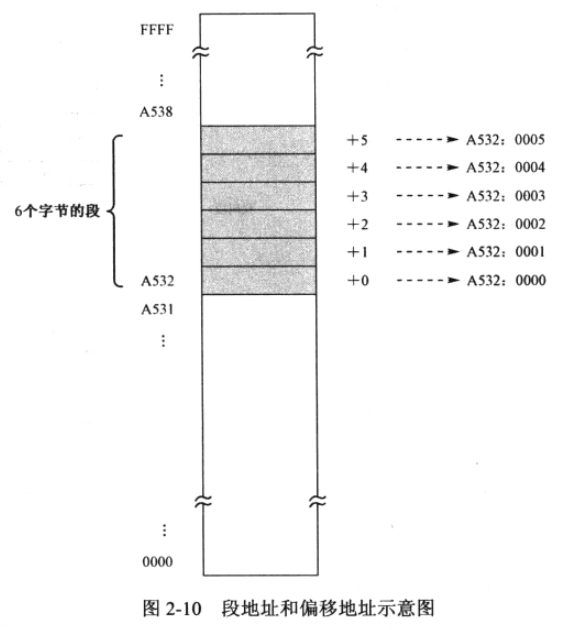 FFFF
⋮
A538
+5 A532：0005
+4 A532：0004
+3 A532：0003
6个字节的段 +2 A532：0002
+1 A532：0001
A532 +0 A532：0000
A531
⋮
⋮
0000
图 2-10 段地址和偏移地址示意图